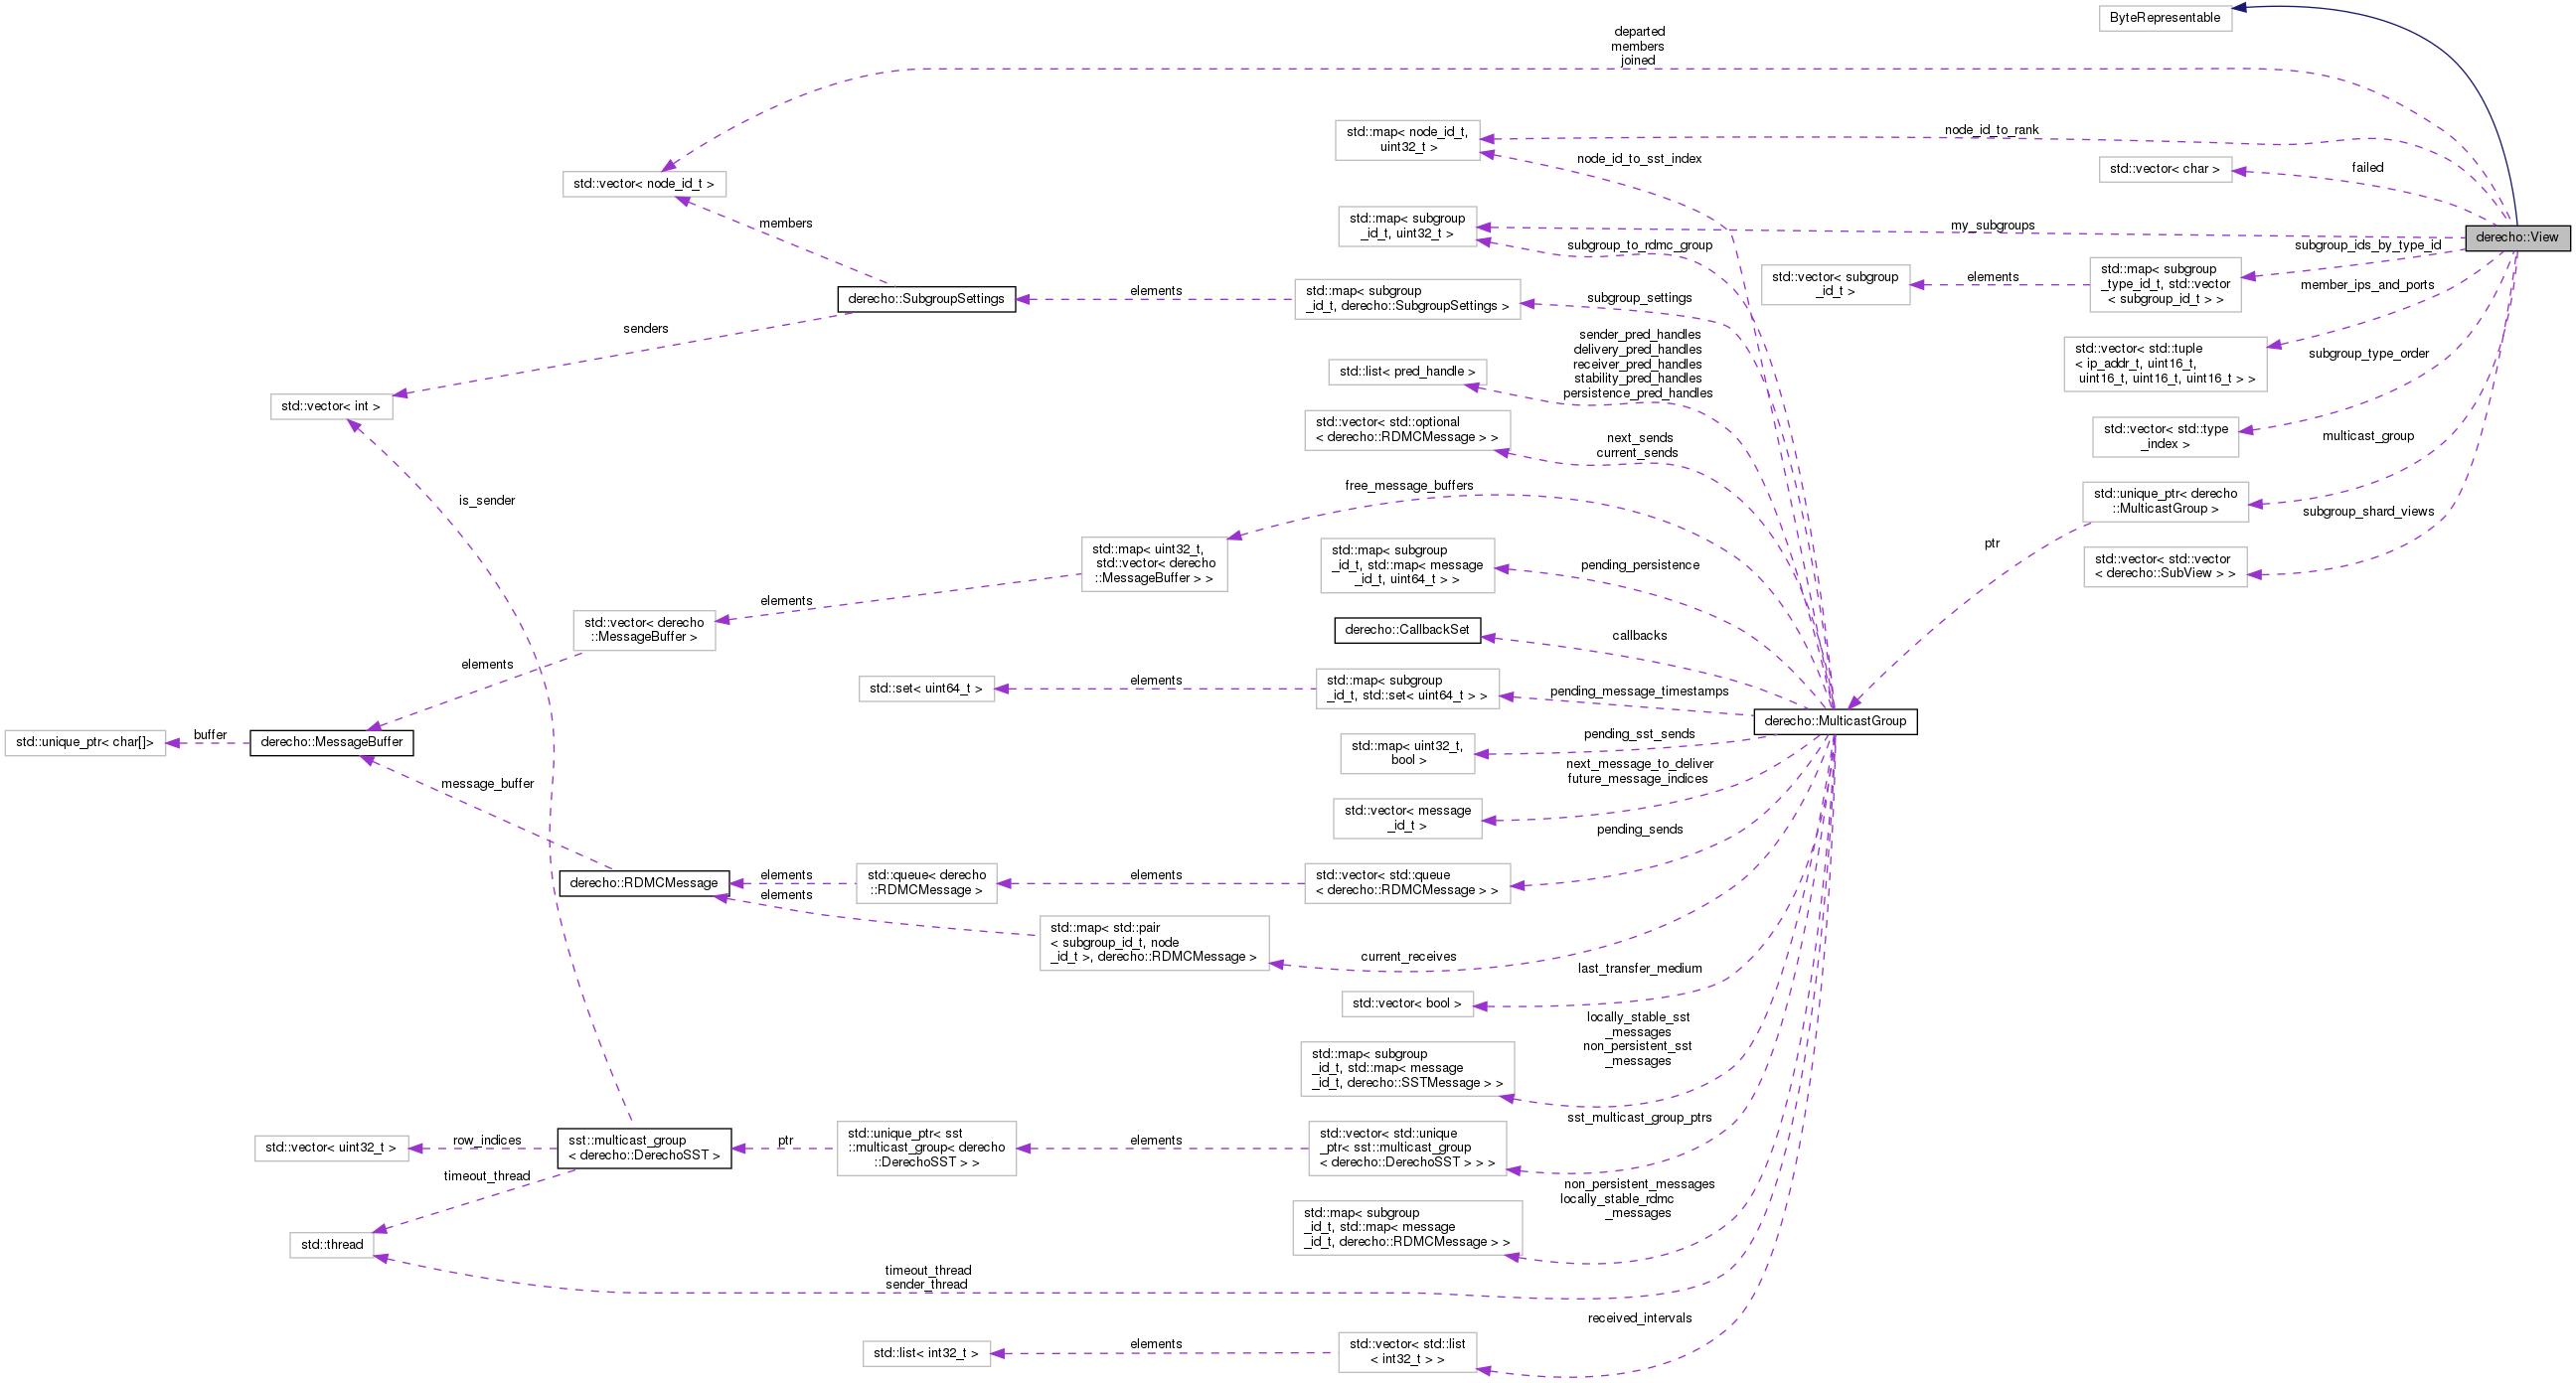 ByteRepresentable
departed
members
joined
std::map< node_id_t,
uint32_t >
node_id_to_rank
node_id_to_sst_index
std::vector< char >
failed
std::vector< node_id_t >
members
std::map< subgroup
_id_t, uint32_t >
my_subgroups
subgroup_to_rdmc_group
derecho::View
subgroup_ids_by_type_id
std::vector< subgroup
_id_t >
elements
std::map< subgroup
_type_id_t, std::vector
< subgroup_id_t > >
member_ips_and_ports
derecho::SubgroupSettings
elements
std::map< subgroup
_id_t, derecho::SubgroupSettings >
subgroup_settings
senders
sender_pred_handles
delivery_pred_handles
receiver_pred_handles
stability_pred_handles
persistence_pred_handles
std::list< pred_handle >
std::vector< std::tuple
< ip_addr_t, uint16_t,
uint16_t, uint16_t, uint16_t > >
subgroup_type_order
std::vector< int >
std::vector< std::optional
< derecho::RDMCMessage > >
next_sends
current_sends
std::vector< std::type
_index >
multicast_group
is_sender
free_message_buffers
std::unique_ptr< derecho
::MulticastGroup >
subgroup_shard_views
ptr
std::map< uint32_t,
std::vector< derecho
::MessageBuffer > >
std::map< subgroup
_id_t, std::map< message
_id_t, uint64_t > >
pending_persistence
std::vector< std::vector
< derecho::SubView > >
elements
std::vector< derecho
::MessageBuffer >
derecho::CallbackSet
callbacks
elements
std::set< uint64_t >
elements
std::map< subgroup
_id_t, std::set< uint64_t > >
pending_message_timestamps
derecho::MulticastGroup
std::unique_ptr< char[]>
buffer
derecho::MessageBuffer
std::map< uint32_t,
bool >
pending_sst_sends
next_message_to_deliver
future_message_indices
message_buffer
std::vector< message
_id_t >
pending_sends
derecho::RDMCMessage
elements
elements
std::queue< derecho
::RDMCMessage >
elements
std::vector< std::queue
< derecho::RDMCMessage > >
std::map< std::pair
< subgroup_id_t, node
_id_t >, derecho::RDMCMessage >
current_receives
last_transfer_medium
std::vector< bool >
locally_stable_sst
_messages
non_persistent_sst
_messages
std::map< subgroup
_id_t, std::map< message
_id_t, derecho::SSTMessage > >
sst_multicast_group_ptrs
std::vector< uint32_t >
row_indices
sst::multicast_group
< derecho::DerechoSST >
ptr
std::unique_ptr< sst
::multicast_group< derecho
::DerechoSST > >
elements
std::vector< std::unique
_ptr< sst::multicast_group
< derecho::DerechoSST > > >
timeout_thread
non_persistent_messages
locally_stable_rdmc
_messages
std::map< subgroup
_id_t, std::map< message
_id_t, derecho::RDMCMessage > >
std::thread
timeout_thread
sender_thread
received_intervals
std::list< int32_t >
elements
std::vector< std::list
< int32_t > >